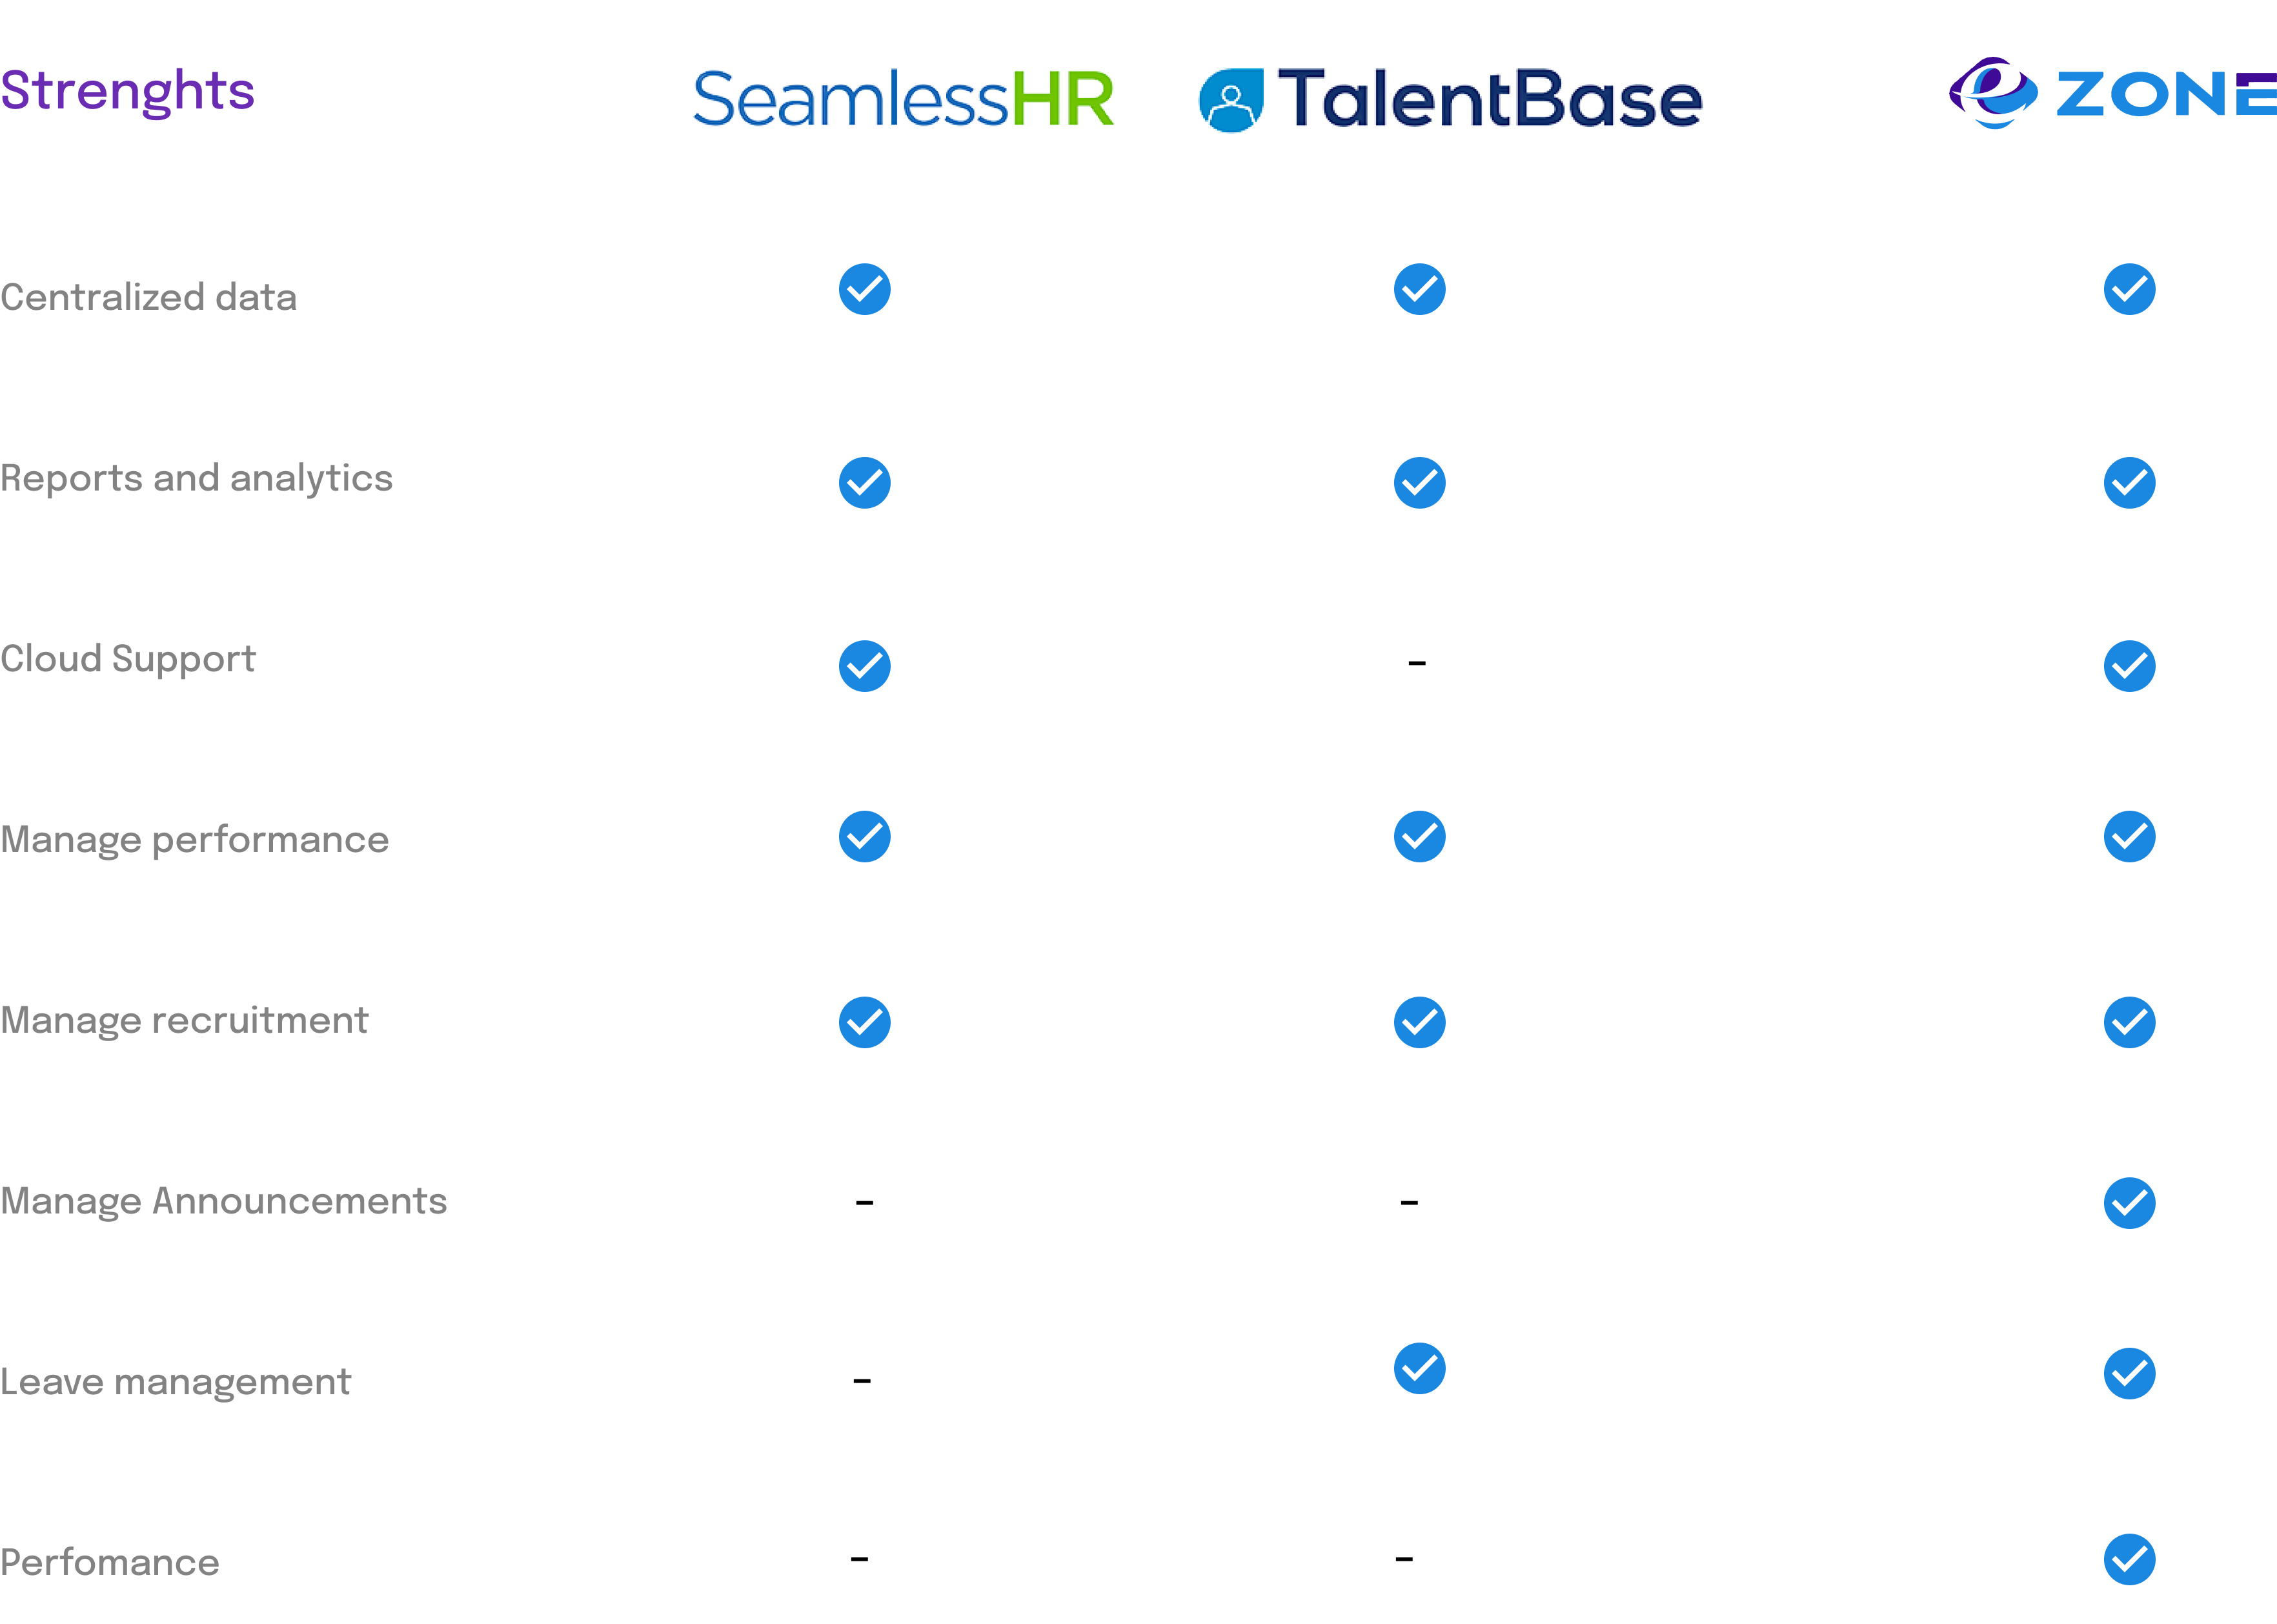 Strenghts SeamlessHR TalentBase e ZONE
Centralized data
Reports and analytics
Cloud Support -
Manage performance
Manage recruitment
Manage Announcements - -
Leave management -
Perfomance - -